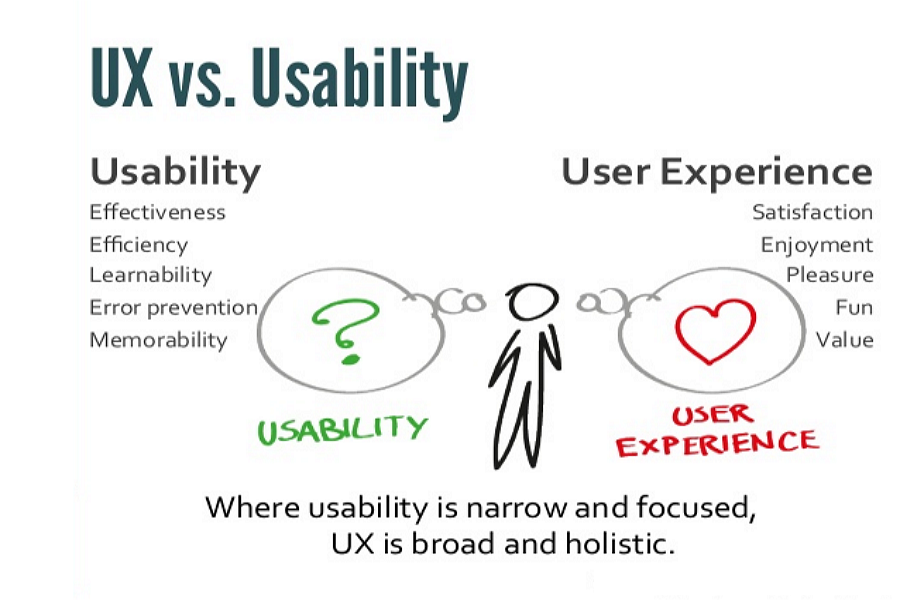 UX vs. Usability
Usability
Effectiveness
Efficiency
Learnability
Error prevention
Memorability
User Experience
Satisfaction
Enjoyment
Pleasure
Fun
Value
?
USABILITY
USER
EXPERIENCE
Where usability is narrow and focused,
UX is broad and holistic.